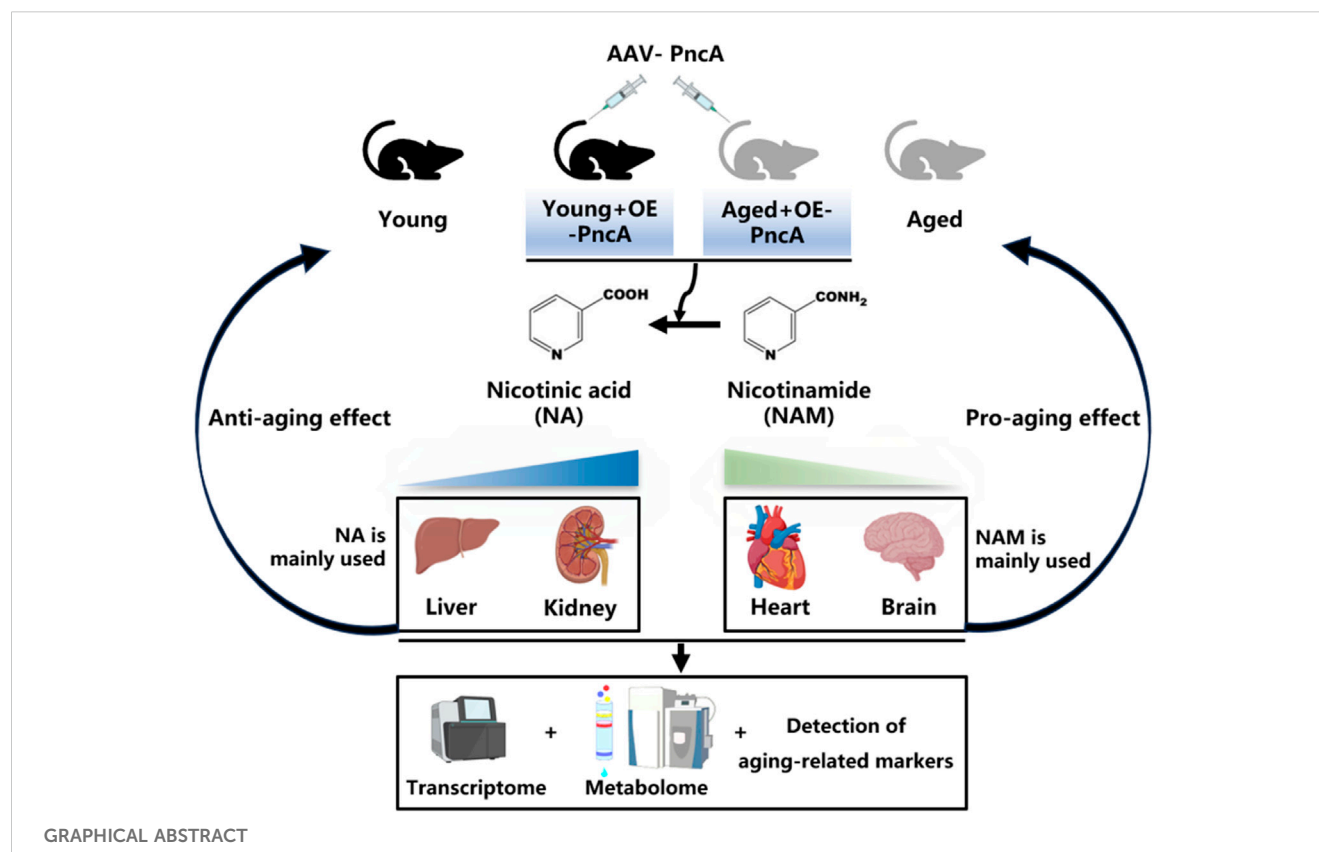 AAV- PncA
Young
Young+OE
-PncA
Aged+OE-
PncA
Aged
COOH
N
CONH₂
N
Nicotinic acid
(NA)
Nicotinamide
(NAM)
Anti-aging effect
Pro-aging effect
NA is
mainly used
Liver
Kidney
Heart
Brain
NAM is
mainly used
Transcriptome
+
Metabolome
+
Detection of
aging-related markers
GRAPHICAL ABSTRACT